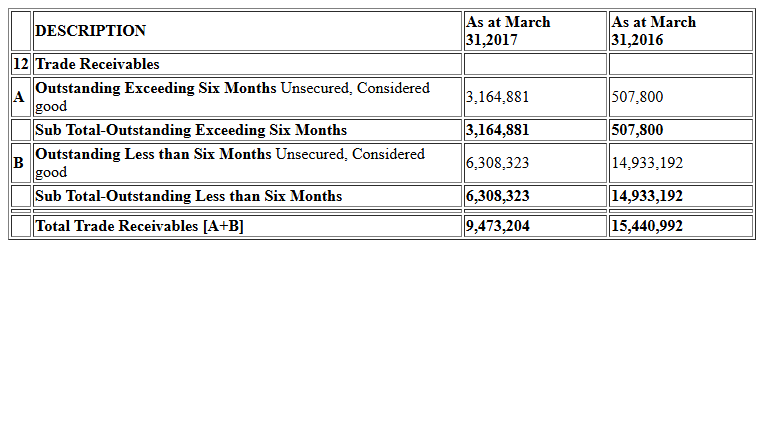 DESCRIPTION As at March 31,2017 As at March 31,2016
12 Trade Receivables
A Outstanding Exceeding Six Months Unsecured, Considered good 3,164,881 507,800
Sub Total-Outstanding Exceeding Six Months 3,164,881 507,800
B Outstanding Less than Six Months Unsecured, Considered good 6,308,323 14,933,192
Sub Total-Outstanding Less than Six Months 6,308,323 14,933,192
Total Trade Receivables [A+B] 9,473,204 15,440,992